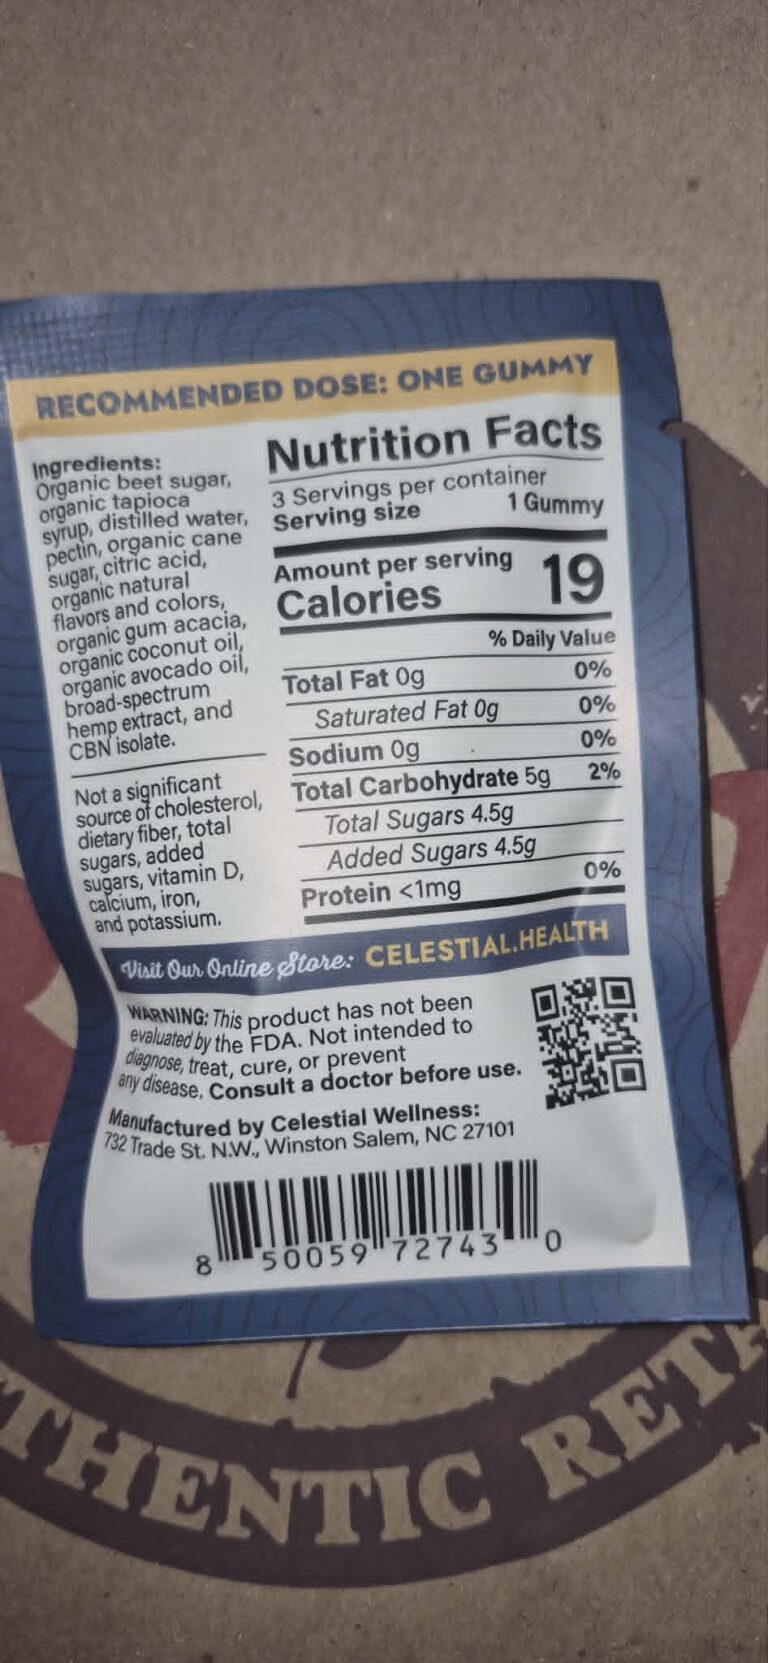 RECOMMENDED DOSE: ONE GUMMY
Ingredients:
Organic beet sugar,
organic tapioca
syrup, distilled water,
pectin, organic cane
sugar, citric acid,
organic natural
flavors and colors,
organic gum acacia,
organic coconut oil,
organic avocado oil,
broad-spectrum
hemp extract, and
CBN isolate.
Not a significant
source of cholesterol,
dietary fiber, total
sugars, added
sugars, vitamin D,
calcium, iron,
and potassium.
Nutrition Facts
3 Servings per container
Serving size 1 Gummy
Amount per serving
Calories 19
% Daily Value
Total Fat 0g 0%
Saturated Fat 0g 0%
Sodium 0g 0%
Total Carbohydrate 5g 2%
Total Sugars 4.5g
Added Sugars 4.5g
Protein <1mg 0%
Visit Our Online Store: CELESTIAL.HEALTH
WARNING: This product has not been
evaluated by the FDA. Not intended to
diagnose, treat, cure, or prevent
any disease. Consult a doctor before use.
Manufactured by Celestial Wellness:
732 Trade St. N.W., Winston Salem, NC 27101
8 50059 72743 0
THENTIC RETA